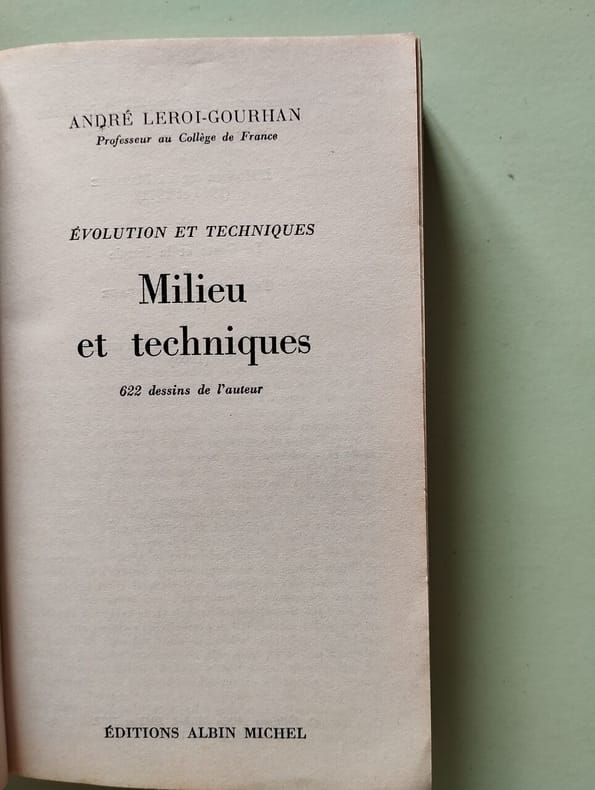 ANDRÉ LEROI-GOURHAN
Professeur au Collège de France
ÉVOLUTION ET TECHNIQUES
Milieu
et techniques
622 dessins de l'auteur
ÉDITIONS ALBIN MICHEL